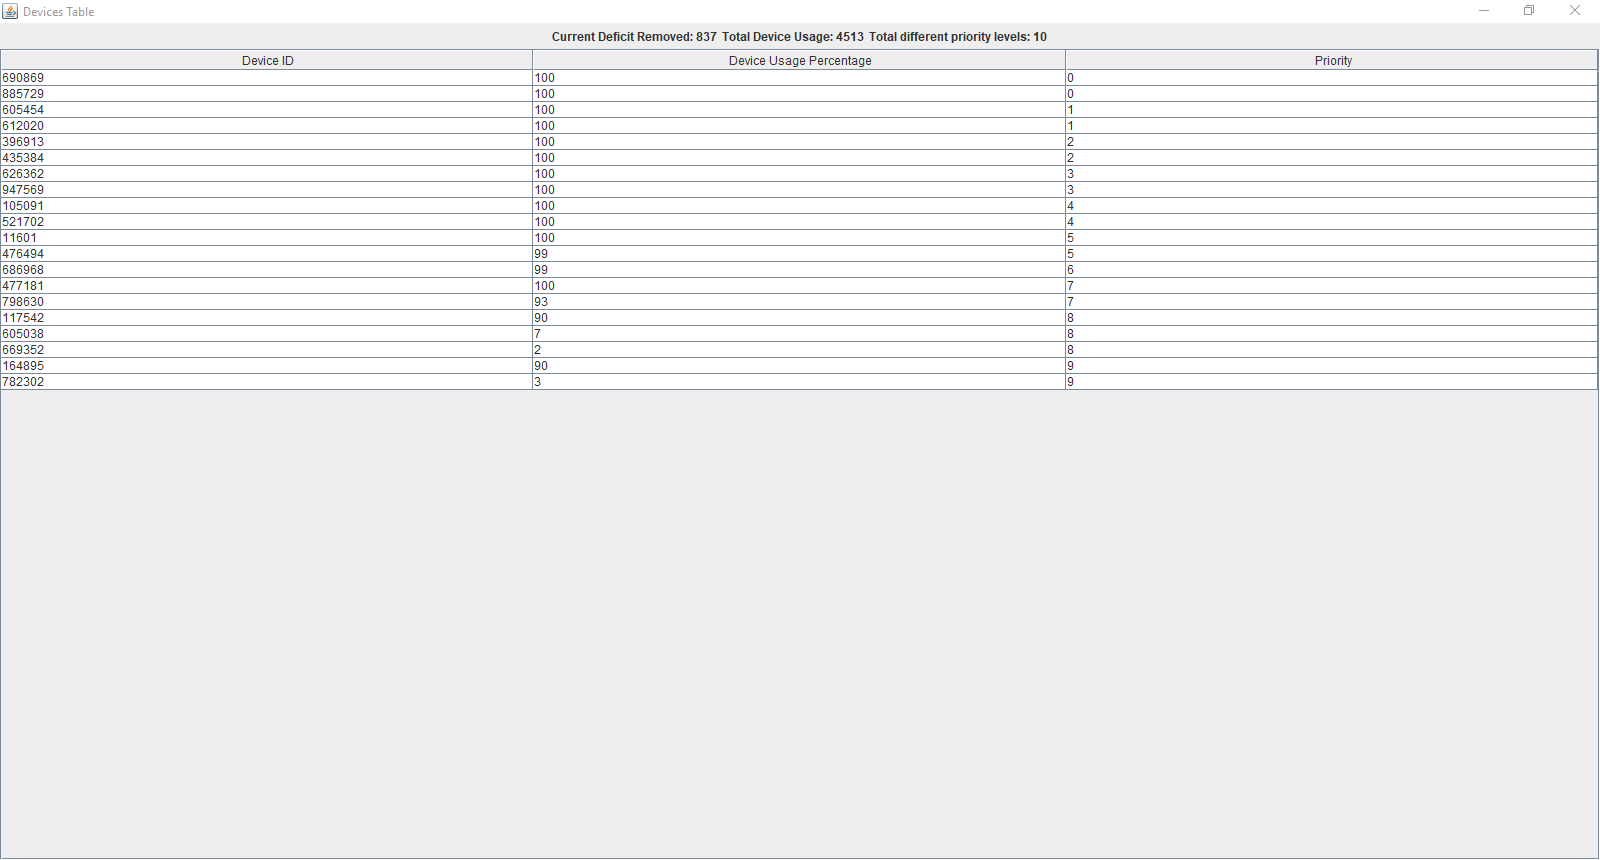 Devices Table
Current Deficit Removed: 837 Total Device Usage: 4513 Total different priority levels: 10
Device ID Device Usage Percentage Priority
690869 100 0
885729 100 0
605454 100 1
612020 100 1
396913 100 2
435384 100 2
626362 100 3
947569 100 3
105091 100 4
521702 100 4
11601 100 5
476494 99 5
686968 99 6
477181 100 7
798630 93 7
117542 90 8
605038 7 8
669352 2 8
164895 90 9
782302 3 9